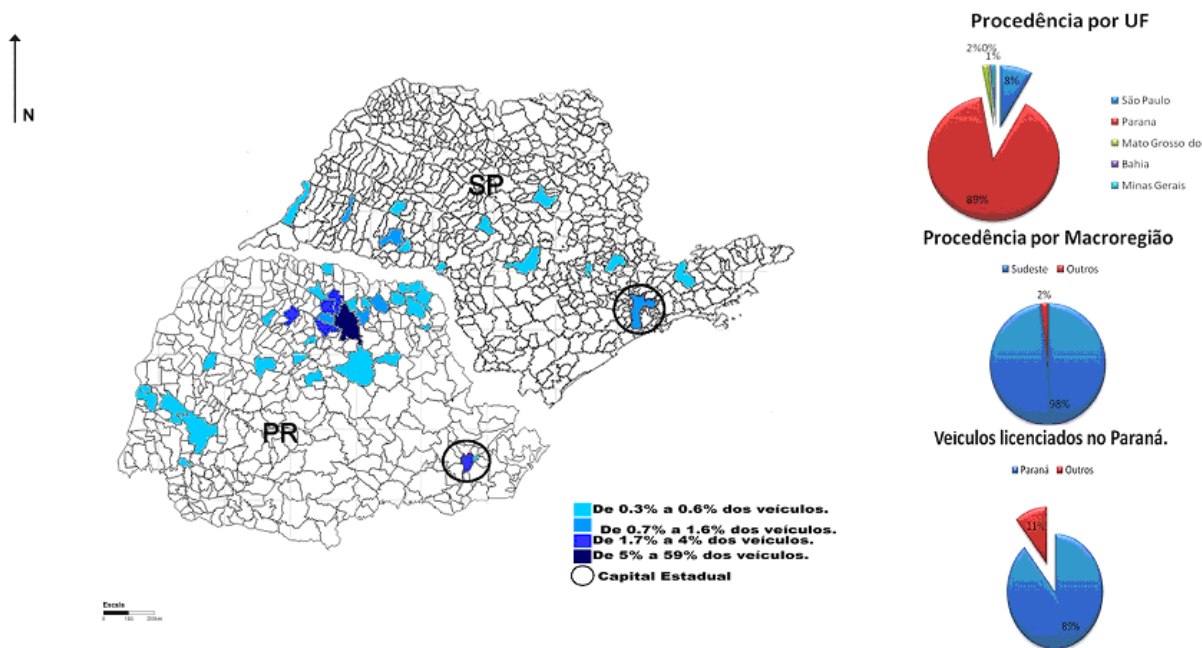 N
SP
PR
De 0.3% a 0.6% dos veículos.
De 0.7% a 1.6% dos veículos.
De 1.7% a 4% dos veículos.
De 5% a 59% dos veículos.
Capital Estadual
Escala
0 100 200km
Procedência por UF
2%0%
1%
8%
89%
São Paulo
Parana
Mato Grosso do
Bahia
Minas Gerais
Procedência por Macroregião
Sudeste Outros
2%
98%
Veiculos licenciados no Paraná.
Paraná Outros
11%
89%